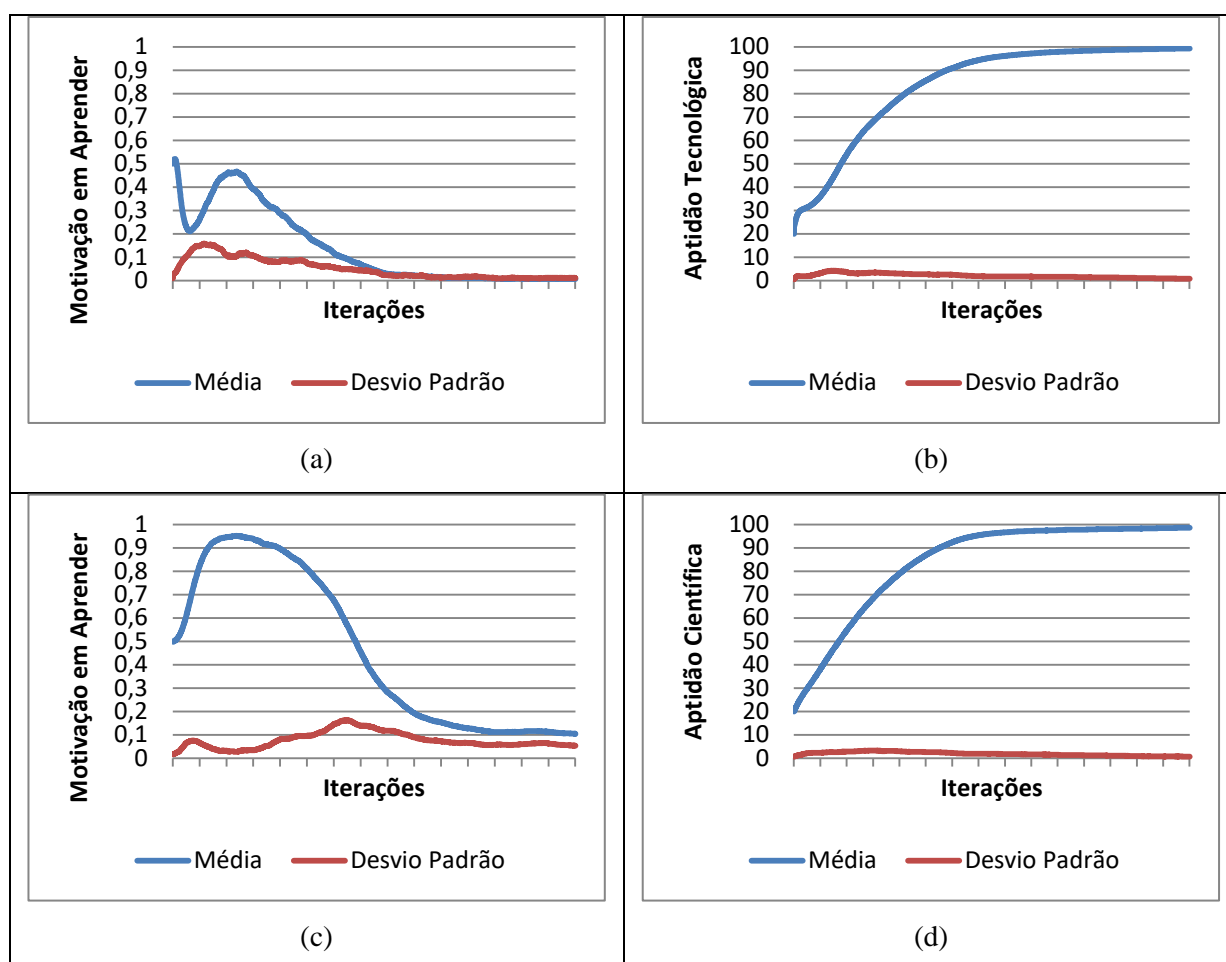 Motivação em Aprender
1
0,9
0,8
0,7
0,6
0,5
0,4
0,3
0,2
0,1
0
Iterações
Média Desvio Padrão
(a)
Aptidão Tecnológica
100
90
80
70
60
50
40
30
20
10
0
Iterações
Média Desvio Padrão
(b)
Motivação em Aprender
1
0,9
0,8
0,7
0,6
0,5
0,4
0,3
0,2
0,1
0
Iterações
Média Desvio Padrão
(c)
Aptidão Científica
100
90
80
70
60
50
40
30
20
10
0
Iterações
Média Desvio Padrão
(d)